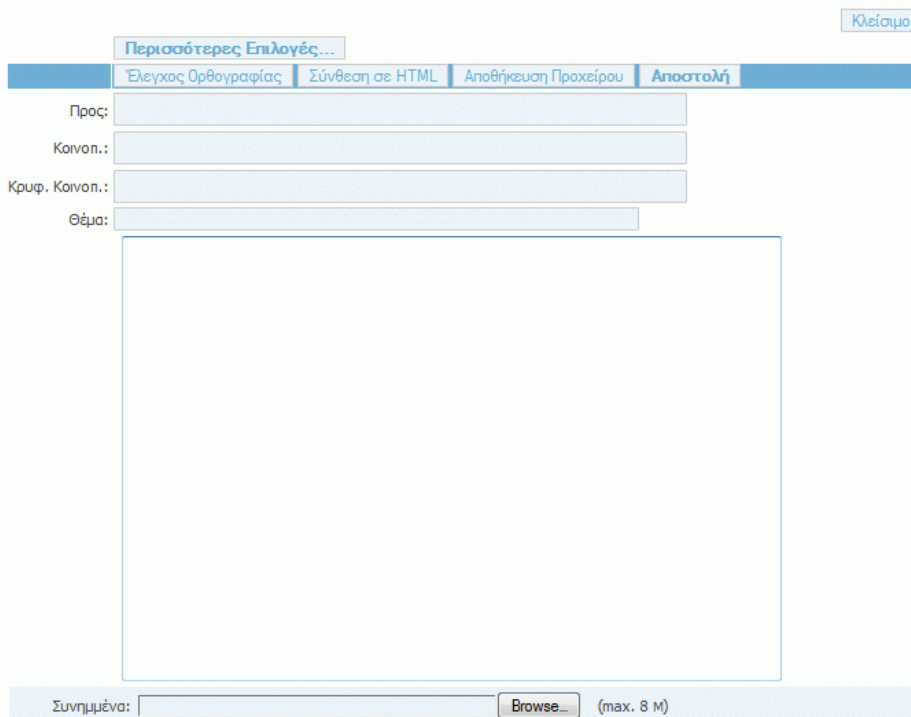 Κλείσιμο
Περισσότερες Επιλογές...
Έλεγχος Ορθογραφίας Σύνθεση σε HTML Αποθήκευση Προχείρου Αποστολή
Προς:
Κοινοπ.:
Κρυφ. Κοινοπ.:
Θέμα:
Συνημμένα: Browse... (max. 8 M)